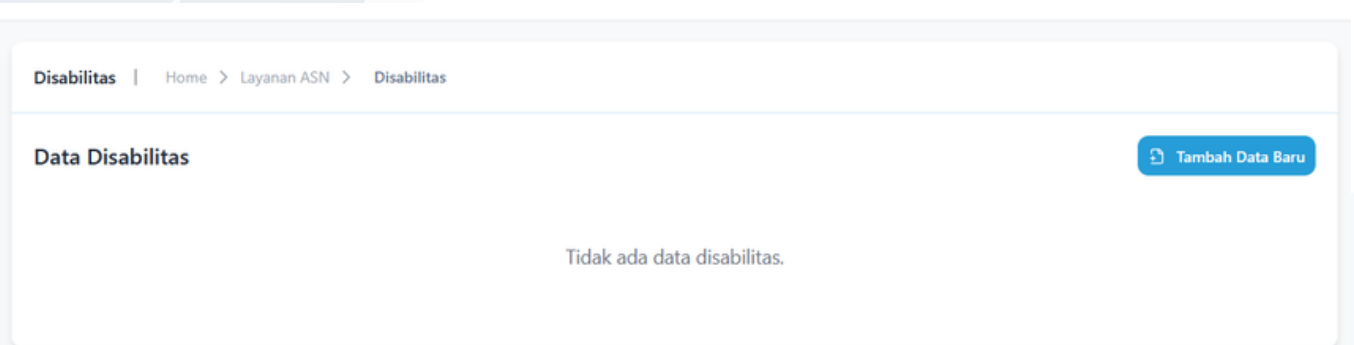 Disabilitas | Home > Layanan ASN > Disabilitas
Data Disabilitas
Tambah Data Baru
Tidak ada data disabilitas.